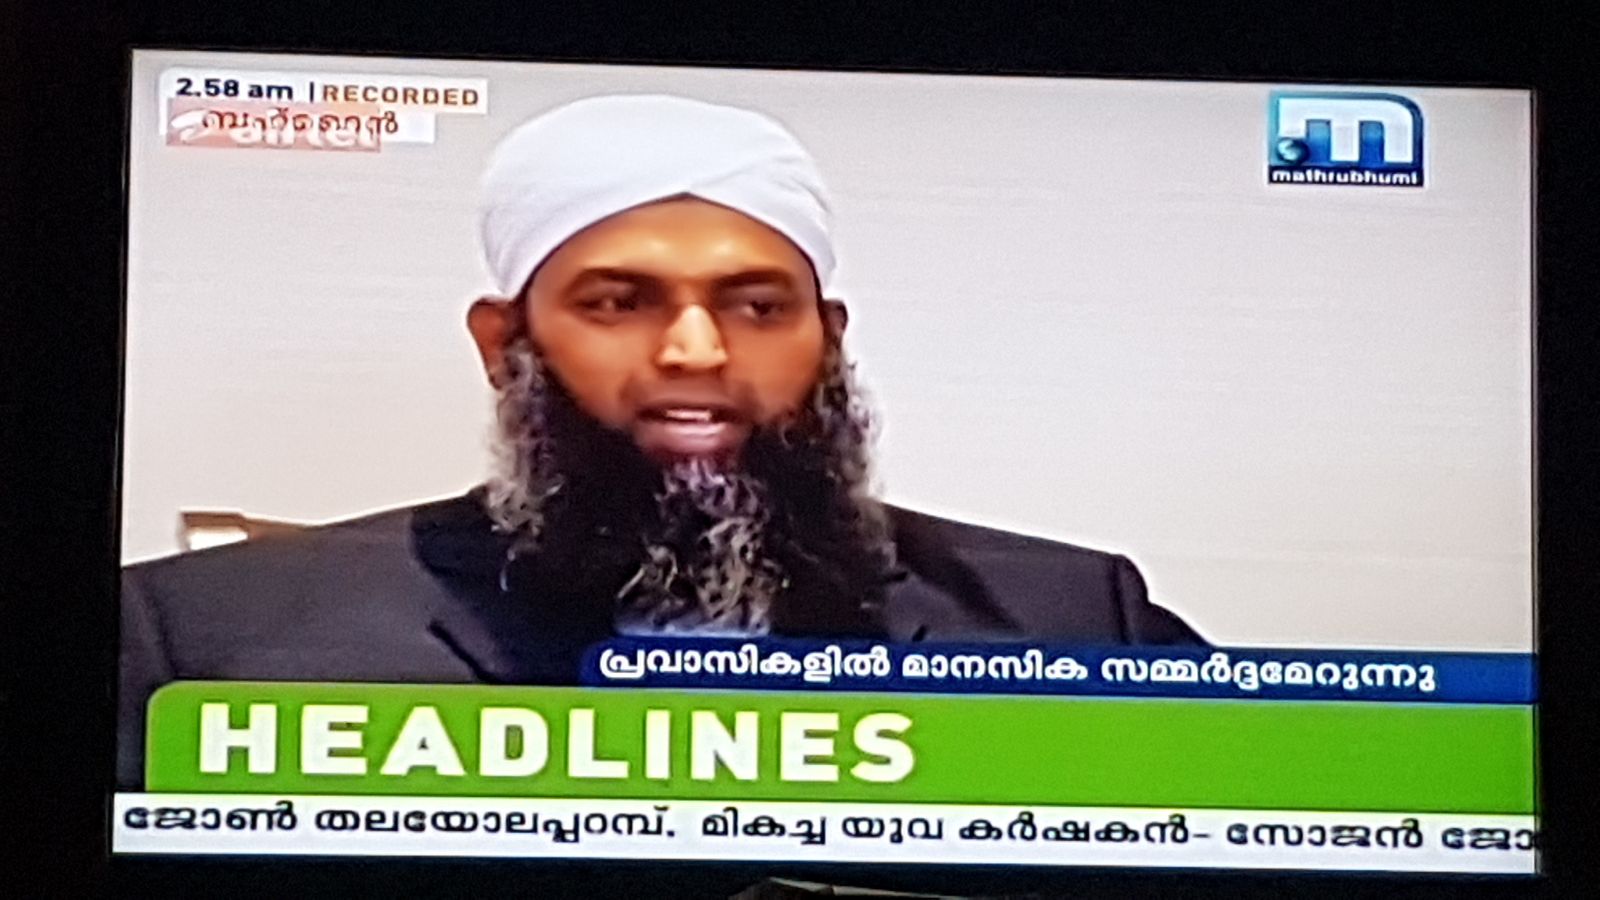 2.58 am | RECORDED
ബഹ്റൈൻ
airtel
mathrubhumi
പ്രവാസികളിൽ മാനസിക സമ്മർദ്ദമേറുന്നു
HEADLINES
ജോൺ തലയോലപ്പറമ്പ്. മികച്ച യുവ കർഷകൻ- സോജൻ ജോ